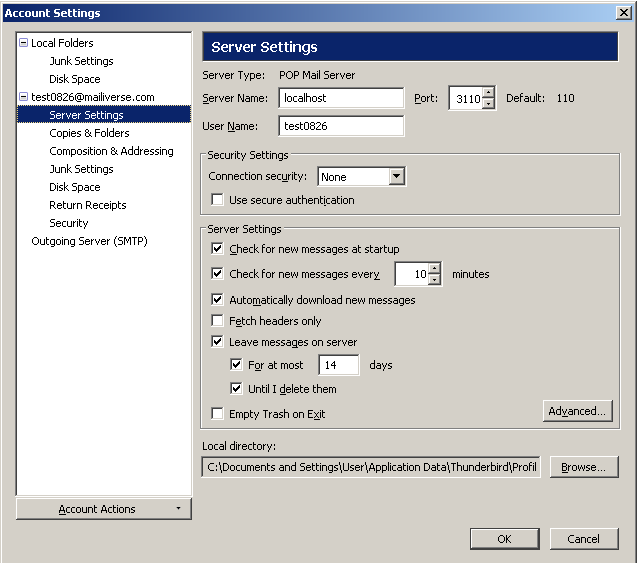 Account Settings
Local Folders
Junk Settings
Disk Space
test0826@mailiverse.com
Server Settings
Copies & Folders
Composition & Addressing
Junk Settings
Disk Space
Return Receipts
Security
Outgoing Server (SMTP)
Account Actions
Server Settings
Server Type: POP Mail Server
Server Name: localhost Port: 3110 Default: 110
User Name: test0826
Security Settings
Connection security: None
Use secure authentication
Server Settings
Check for new messages at startup
Check for new messages every 10 minutes
Automatically download new messages
Fetch headers only
Leave messages on server
For at most 14 days
Until I delete them
Empty Trash on Exit
Advanced...
Local directory:
C:\Documents and Settings\User\Application Data\Thunderbird\Profil Browse...
OK Cancel